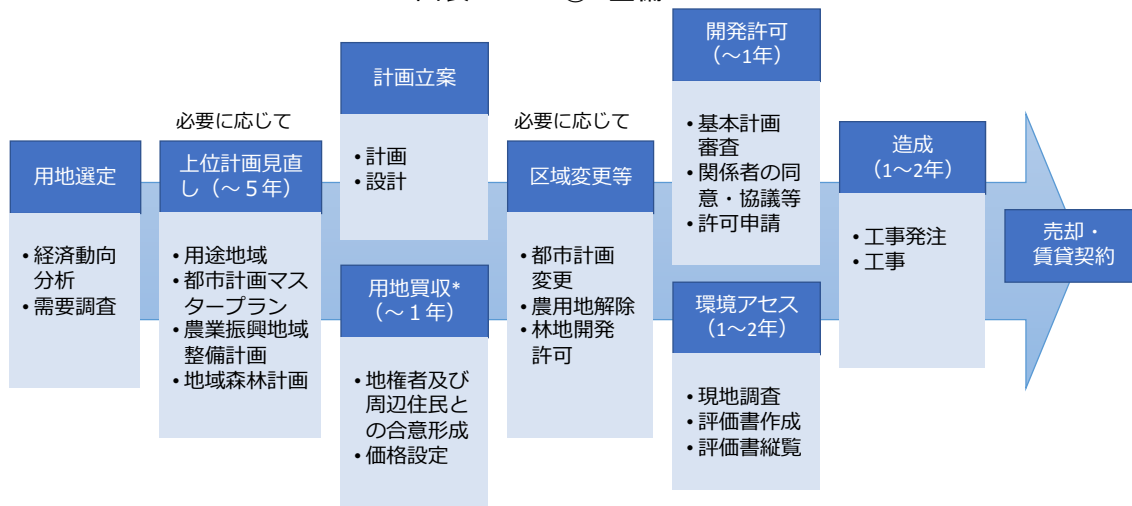 用地選定
• 経済動向
分析
• 需要調査
必要に応じて
上位計画見直
し（～５年）
• 用途地域
• 都市計画マス
タープラン
• 農業振興地域
整備計画
• 地域森林計画
計画立案
• 計画
• 設計
用地買収*
（～１年）
• 地権者及び
周辺住民と
の合意形成
• 価格設定
必要に応じて
区域変更等
• 都市計画
変更
• 農用地解除
• 林地開発
許可
開発許可
（～1年）
• 基本計画
審査
• 関係者の同
意・協議等
• 許可申請
環境アセス
（1～2年）
• 現地調査
• 評価書作成
• 評価書縦覧
造成
（1～2年）
• 工事発注
• 工事
売却・
賃貸契約